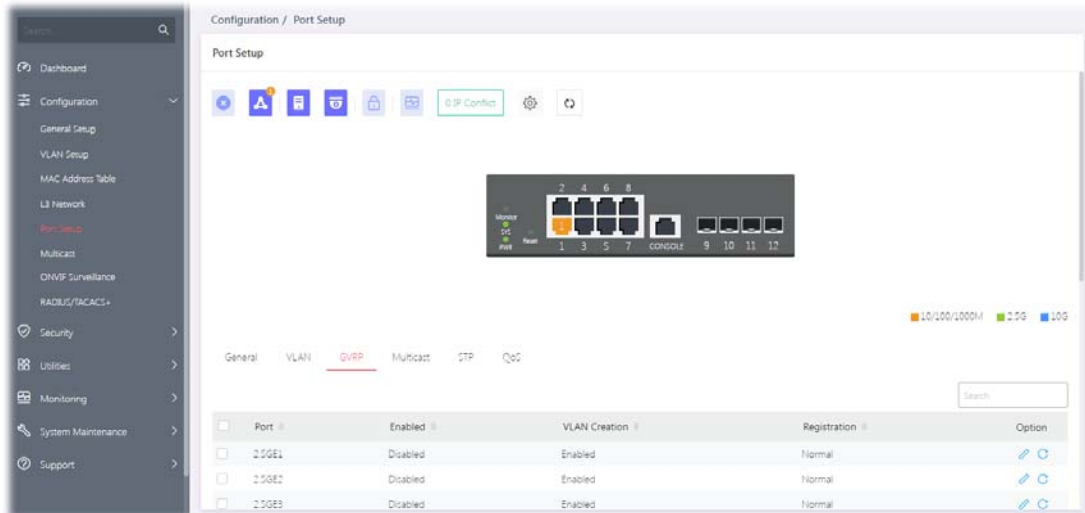 Configuration / Port Setup
Search...
Port Setup
Dashboard
Configuration
General Setup
VLAN Setup
MAC Address Table
L3 Network
Port Setup
Multicast
ONVIF Surveillance
RADIUS/TACACS+
Security
Utilities
Monitoring
System Maintenance
Support
1
0 IP Conflict
2 4 6 8
Monitor
SYS
PWR
Reset
1
1 3 5 7 CONSOLE 9 10 11 12
10/100/1000M 2.5G 10G
General VLAN GVRP Multicast STP QoS
Search
Port Enabled VLAN Creation Registration Option
2.5GE1 Disabled Enabled Normal
2.5GE2 Disabled Enabled Normal
2.5GE3 Disabled Enabled Normal